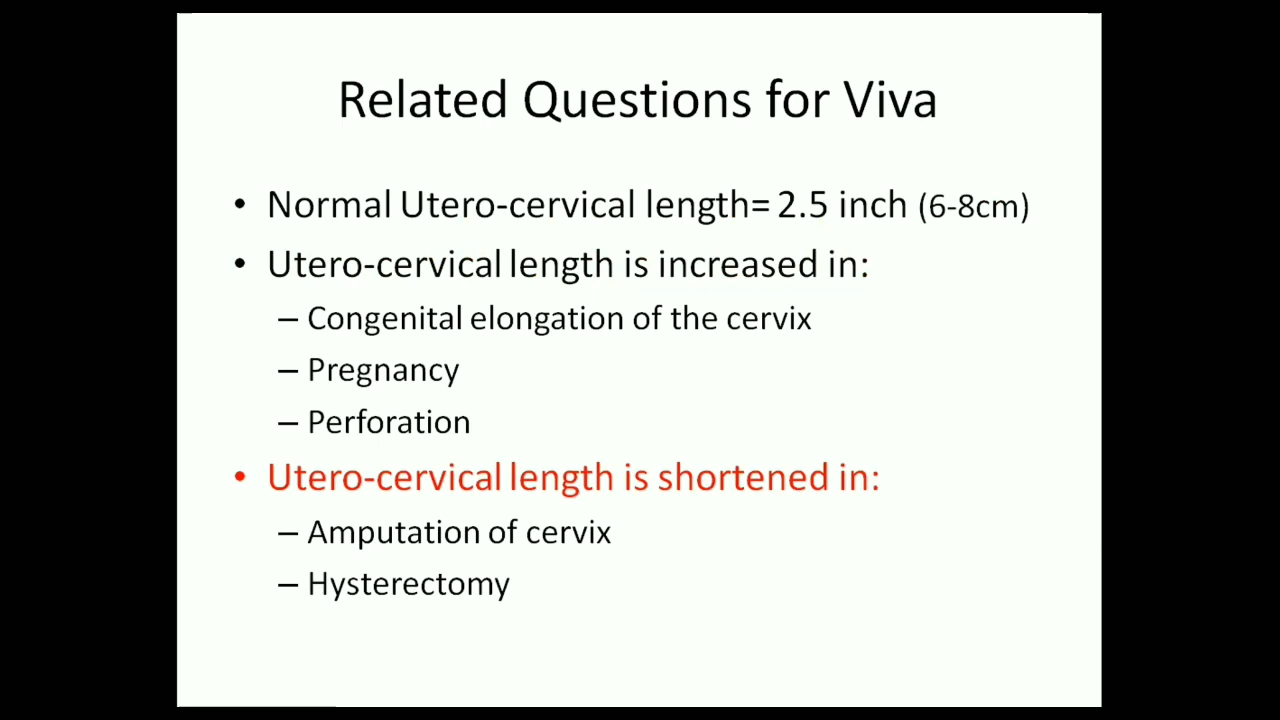 Related Questions for Viva
• Normal Utero-cervical length= 2.5 inch (6-8cm)
• Utero-cervical length is increased in:
– Congenital elongation of the cervix
– Pregnancy
– Perforation
• Utero-cervical length is shortened in:
– Amputation of cervix
– Hysterectomy